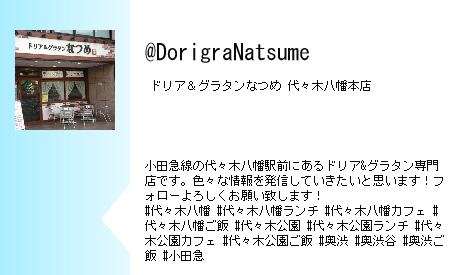 ドリア&グラタンなつめ
@DorigraNatsume
ドリア＆グラタンなつめ 代々木八幡本店
小田急線の代々木八幡駅前にあるドリア&グラタン専門
店です。色々な情報を発信していきたいと思います！フ
ォローよろしくお願い致します！
#代々木八幡 #代々木八幡ランチ #代々木八幡カフェ #
代々木八幡ご飯 #代々木公園 #代々木公園ランチ #代々
木公園カフェ #代々木公園ご飯 #奥渋 #奥渋谷 #奥渋ご
飯 #小田急